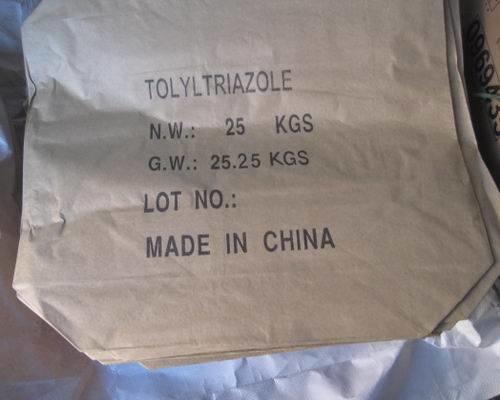 TOLYLTRIAZOLE
N.W.: 25 KGS
G.W.: 25.25 KGS
LOT NO.:
MADE IN CHINA